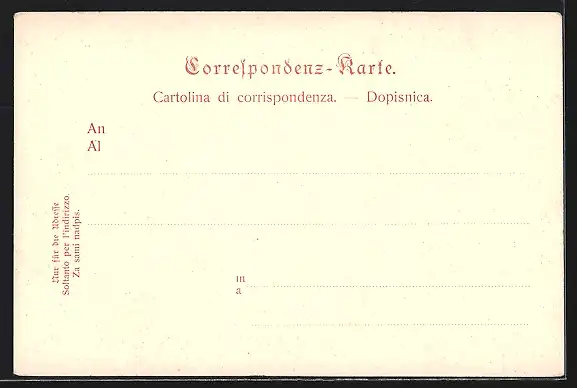 Correſpondenz-Karte.
Cartolina di corrispondenza. — Dopisnica.
An
Al
Nur für die Adreſſe
Soltanto per l'indirizzo.
Za sami nadpis.
in
a